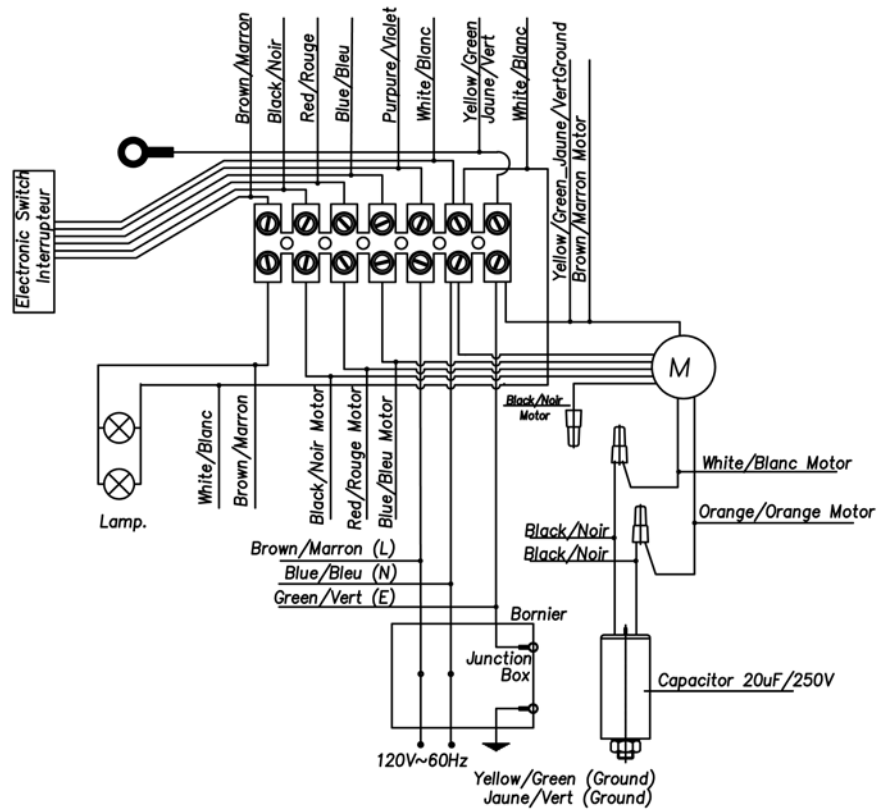 Brown/Marron
Black/Noir
Red/Rouge
Blue/Bleu
Purpure/Violet
White/Blanc
Yellow/Green
Jaune/Vert
White/Blanc
Yellow/Green_Jaune/VertGround
Brown/Marron Motor
Electronic Switch
Interrupteur
M
Black/Noir
Motor
White/Blanc
Brown/Marron
Black/Noir Motor
Red/Rouge Motor
Blue/Bleu Motor
Lamp.
White/Blanc Motor
Orange/Orange Motor
Black/Noir
Black/Noir
Brown/Marron (L)
Blue/Bleu (N)
Green/Vert (E)
Bornier
Junction
Box
Capacitor 20uF/250V
120V~60Hz
Yellow/Green (Ground)
Jaune/Vert (Ground)